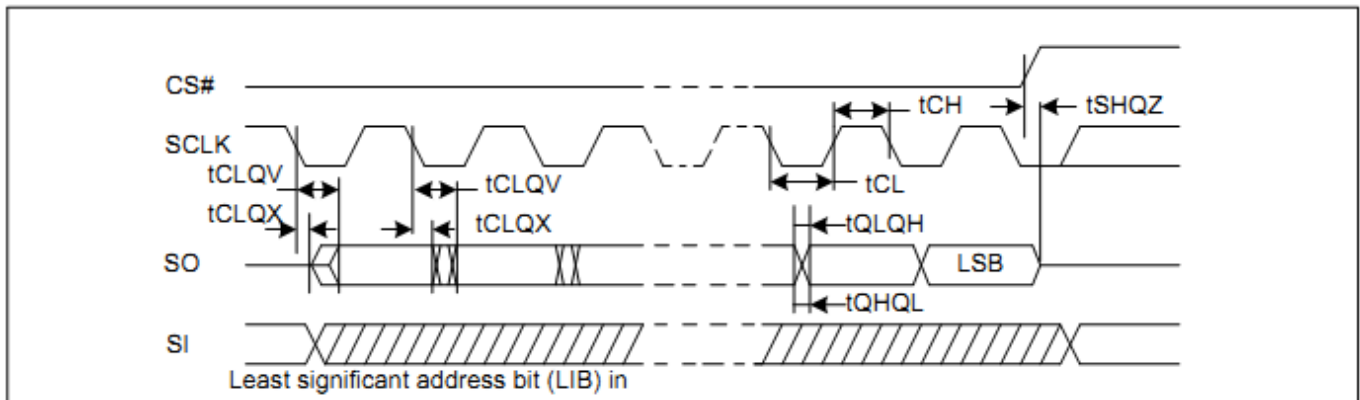 CS#
tCH
tSHQZ
SCLK
tCLQV
tCLQV
tCL
tCLQX
tCLQX
tQLQH
SO
LSB
tQHQL
SI
Least significant address bit (LIB) in